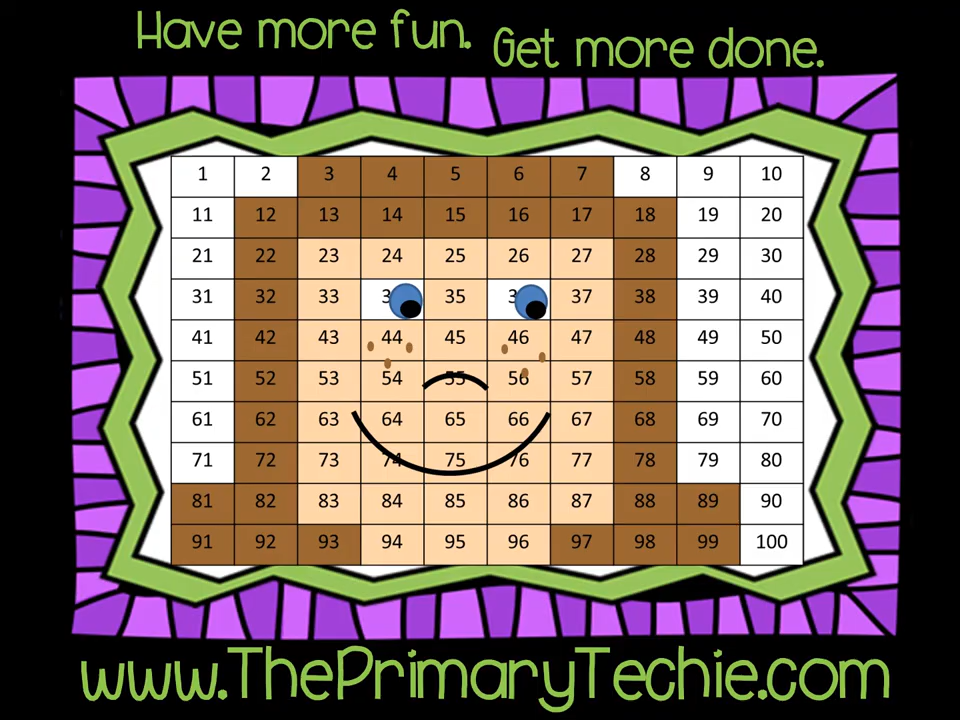 Have more fun. Get more done.
1 2 3 4 5 6 7 8 9 10
11 12 13 14 15 16 17 18 19 20
21 22 23 24 25 26 27 28 29 30
31 32 33 3 35 3 37 38 39 40
41 42 43 44 45 46 47 48 49 50
51 52 53 54 55 56 57 58 59 60
61 62 63 64 65 66 67 68 69 70
71 72 73 74 75 76 77 78 79 80
81 82 83 84 85 86 87 88 89 90
91 92 93 94 95 96 97 98 99 100
www.ThePrimaryTechie.com